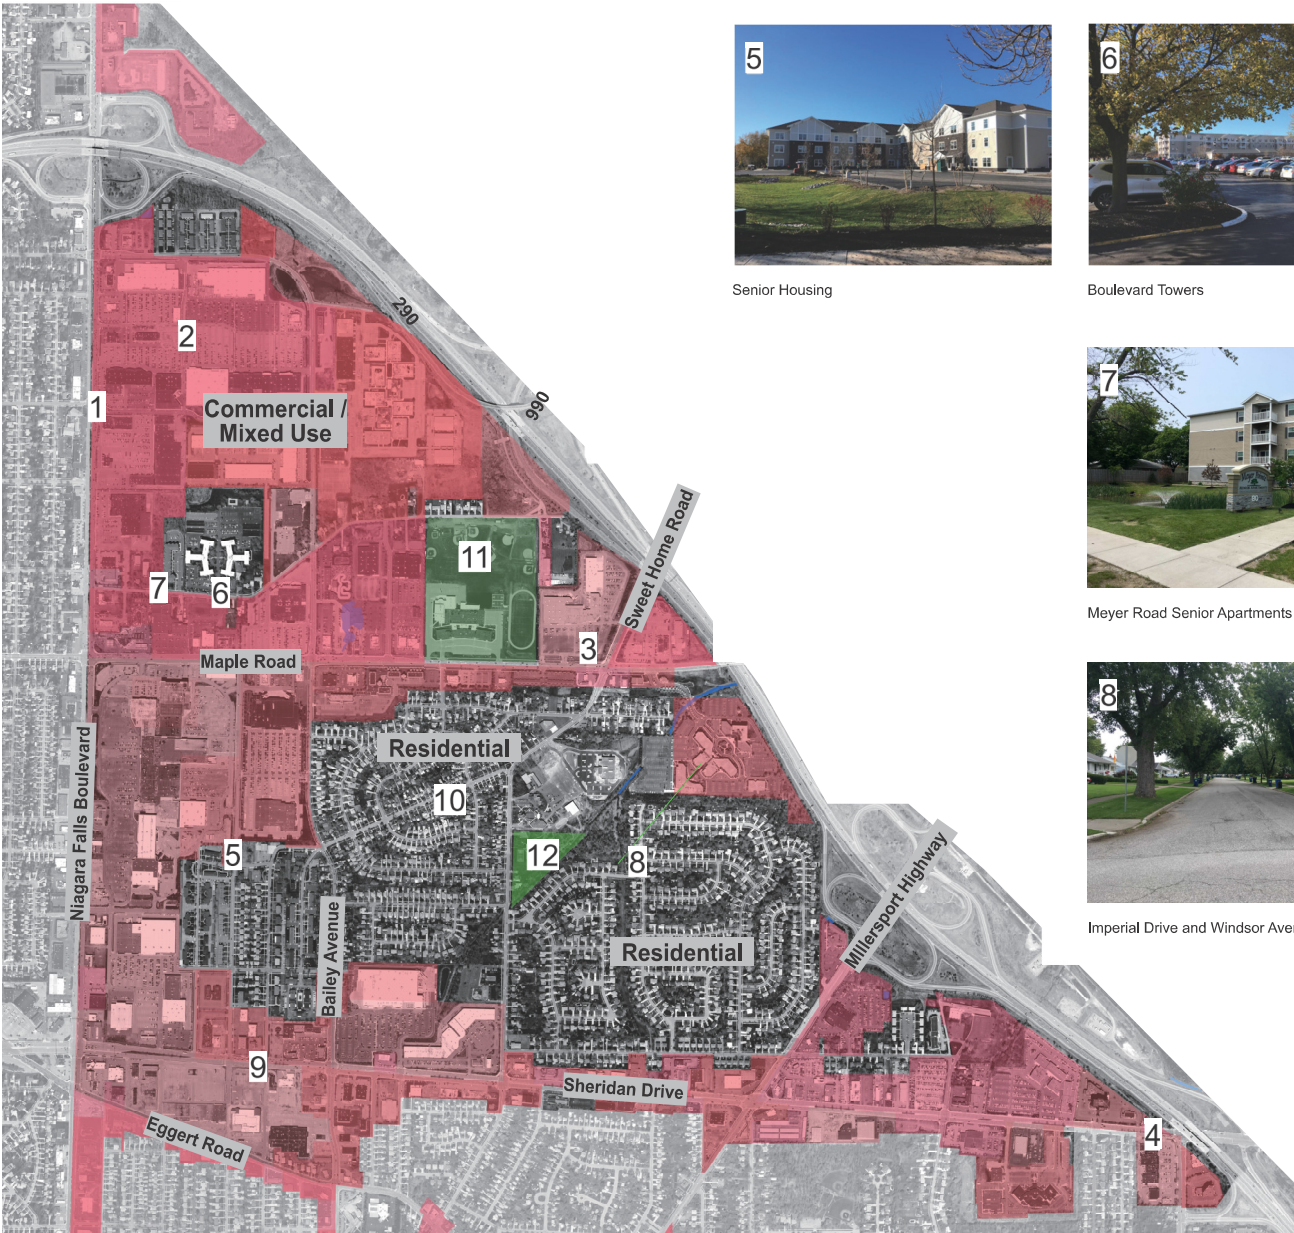 5
6
Senior Housing
Boulevard Towers
290
2
990
1
Commercial /
Mixed Use
7
Sweet Home Road
11
7
6
80
3
Meyer Road Senior Apartments
Maple Road
8
Residential
10
Niagara Falls Boulevard
5
12
8
Millersport Highway
Imperial Drive and Windsor Aven
Bailey Avenue
Residential
9
Sheridan Drive
Eggert Road
4